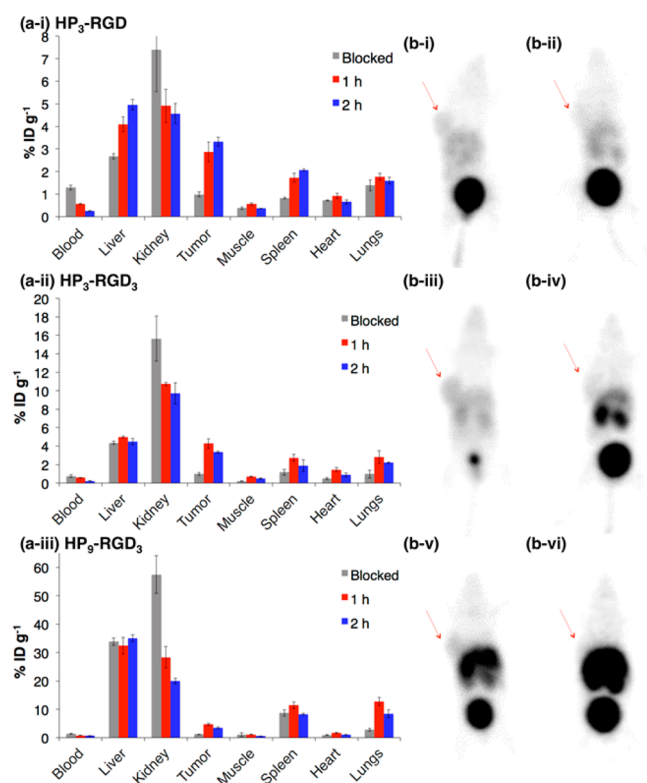 (a-i) HP₃-RGD
(b-i)
(b-ii)
8
7
6
5
4
3
2
1
0
% ID g⁻¹
Blocked
1 h
2 h
Blood
Liver
Kidney
Tumor
Muscle
Spleen
Heart
Lungs
(a-ii) HP₃-RGD₃
(b-iii)
(b-iv)
20
18
16
14
12
10
8
6
4
2
0
% ID g⁻¹
Blocked
1 h
2 h
Blood
Liver
Kidney
Tumor
Muscle
Spleen
Heart
Lungs
(a-iii) HP₉-RGD₃
(b-v)
(b-vi)
60
50
40
30
20
10
0
% ID g⁻¹
Blocked
1 h
2 h
Blood
Liver
Kidney
Tumor
Muscle
Spleen
Heart
Lungs